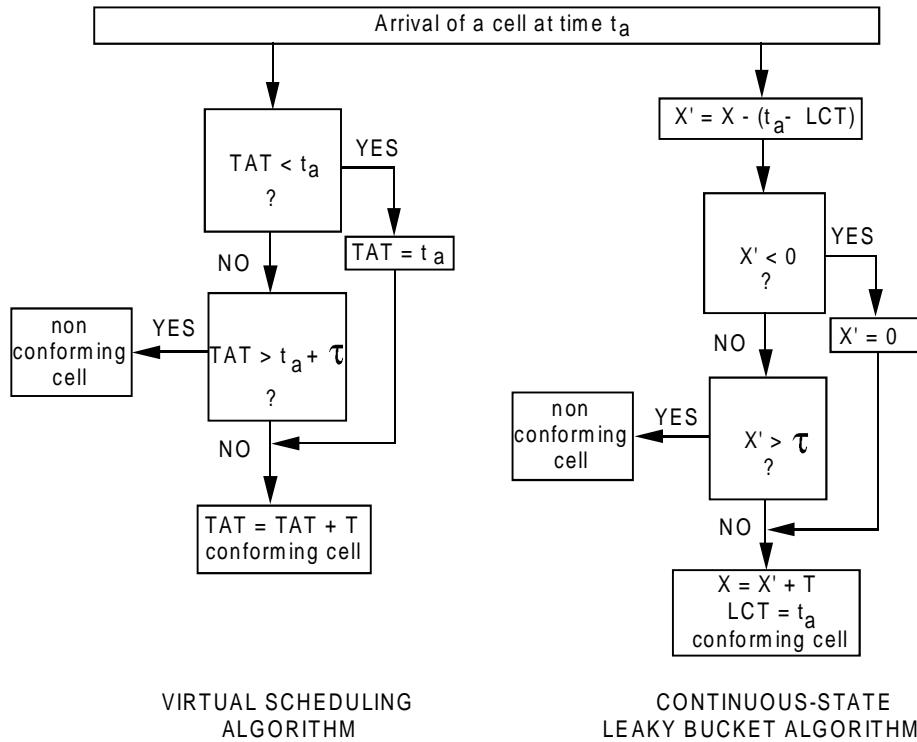 Arrival of a cell at time ta
TAT < ta
?
YES
TAT = ta
NO
TAT > ta + τ
?
YES
non
conforming
cell
NO
TAT = TAT + T
conforming cell
VIRTUAL SCHEDULING
ALGORITHM
X' = X - (ta- LCT)
X' < 0
?
YES
X' = 0
NO
X' > τ
?
YES
non
conforming
cell
NO
X = X' + T
LCT = ta
conforming cell
CONTINUOUS-STATE
LEAKY BUCKET ALGORITHM